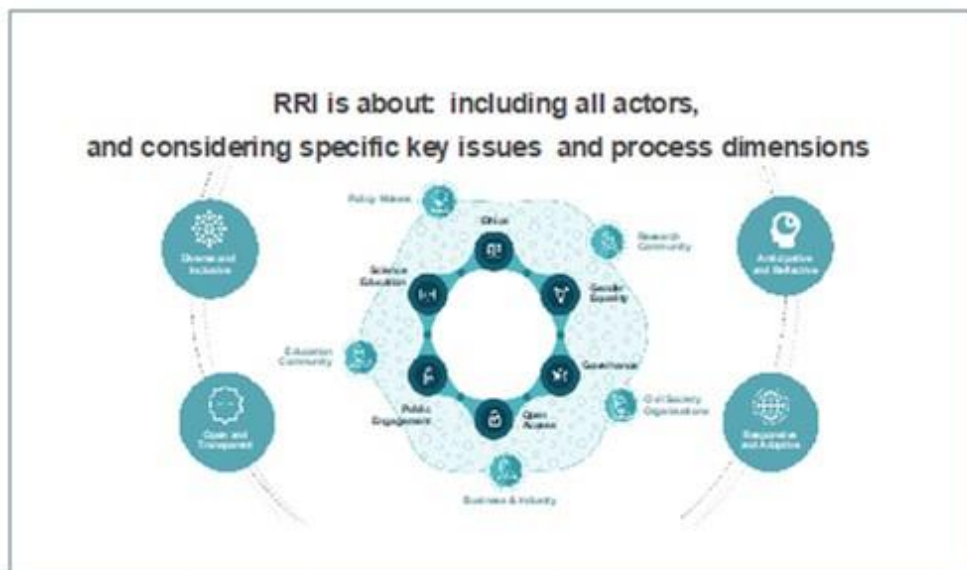 RRI is about: including all actors,
and considering specific key issues and process dimensions
Policy Makers
Ethics
Research
Community
Diverse and
Inclusive
Anticipative
and Reflective
Science
Education
Gender
Equality
Education
Community
Governance
Public
Engagement
Open
Access
Civil Society
Organisations
Open and
Transparent
Responsive
and Adaptive
Business & Industry